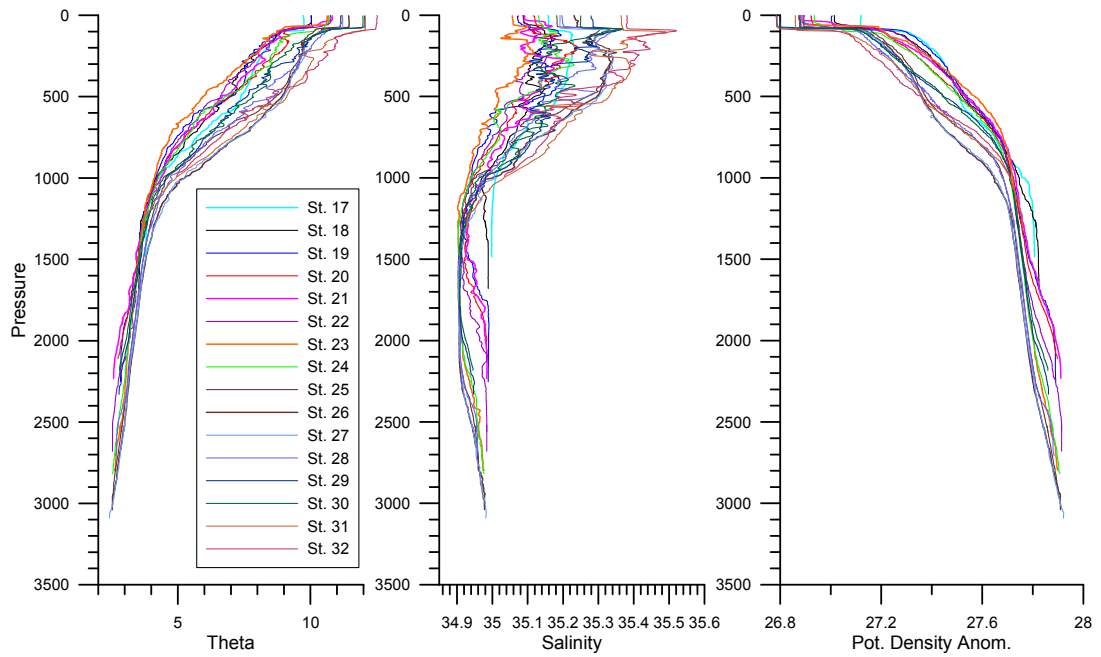 0
500
1000
1500
2000
2500
3000
3500
Pressure
5
10
Theta
St. 17
St. 18
St. 19
St. 20
St. 21
St. 22
St. 23
St. 24
St. 25
St. 26
St. 27
St. 28
St. 29
St. 30
St. 31
St. 32
0
500
1000
1500
2000
2500
3000
3500
34.9 35 35.1 35.2 35.3 35.4 35.5 35.6
Salinity
0
500
1000
1500
2000
2500
3000
3500
26.8 27.2 27.6 28
Pot. Density Anom.